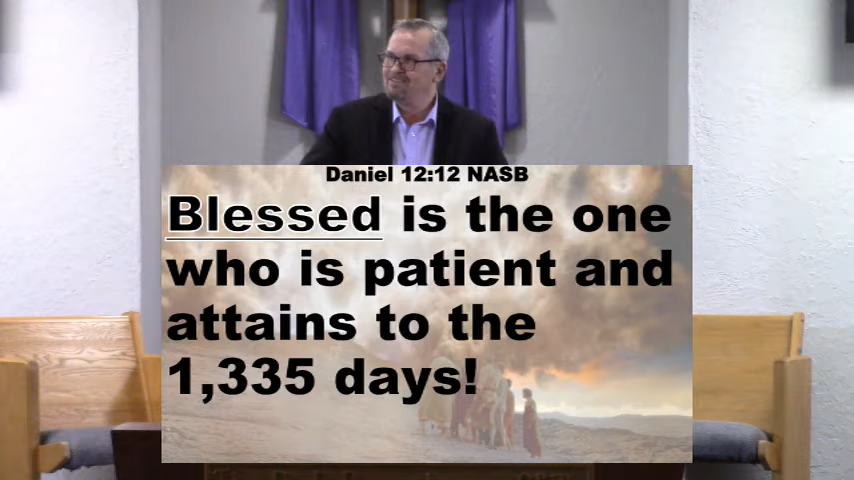 Daniel 12:12 NASB
Blessed is the one
who is patient and
attains to the
1,335 days!